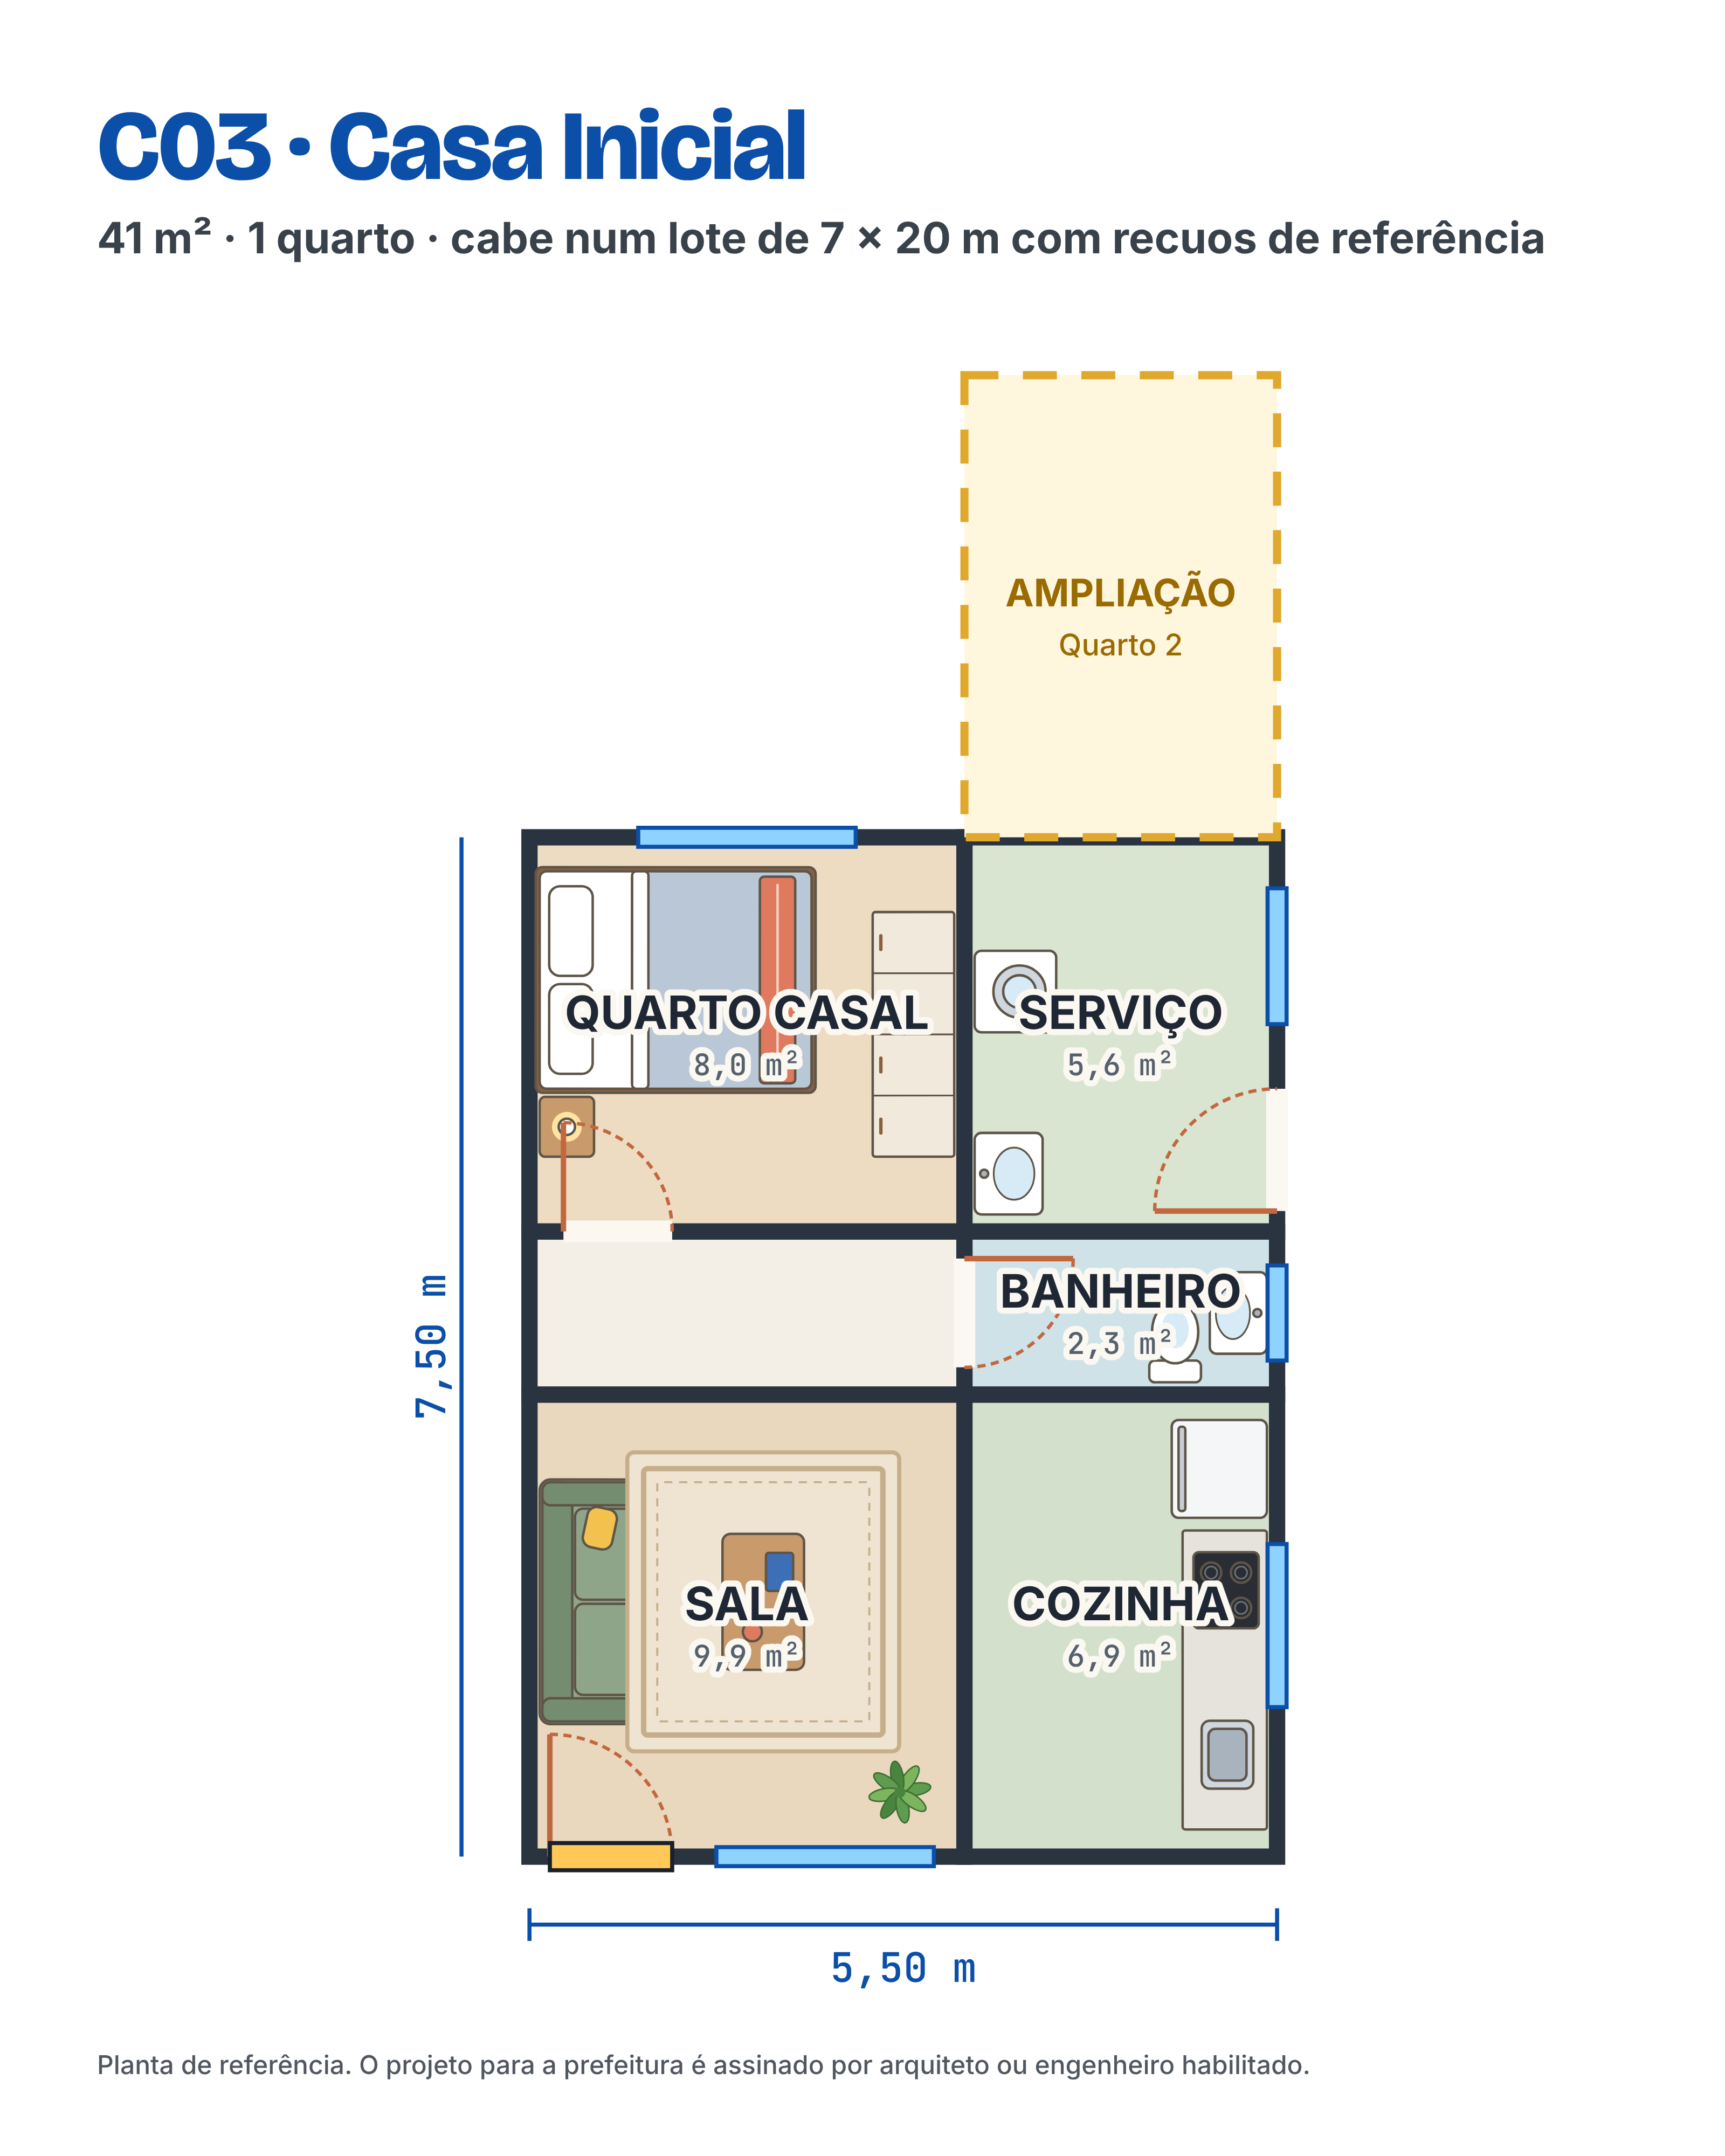 C03 · Casa Inicial
41 m² · 1 quarto · cabe num lote de 7 × 20 m com recuos de referência
AMPLIAÇÃO
Quarto 2
QUARTO CASAL
8,0 m²
SERVIÇO
5,6 m²
BANHEIRO
2,3 m²
7,50 m
SALA
9,9 m²
COZINHA
6,9 m²
5,50 m
Planta de referência. O projeto para a prefeitura é assinado por arquiteto ou engenheiro habilitado.